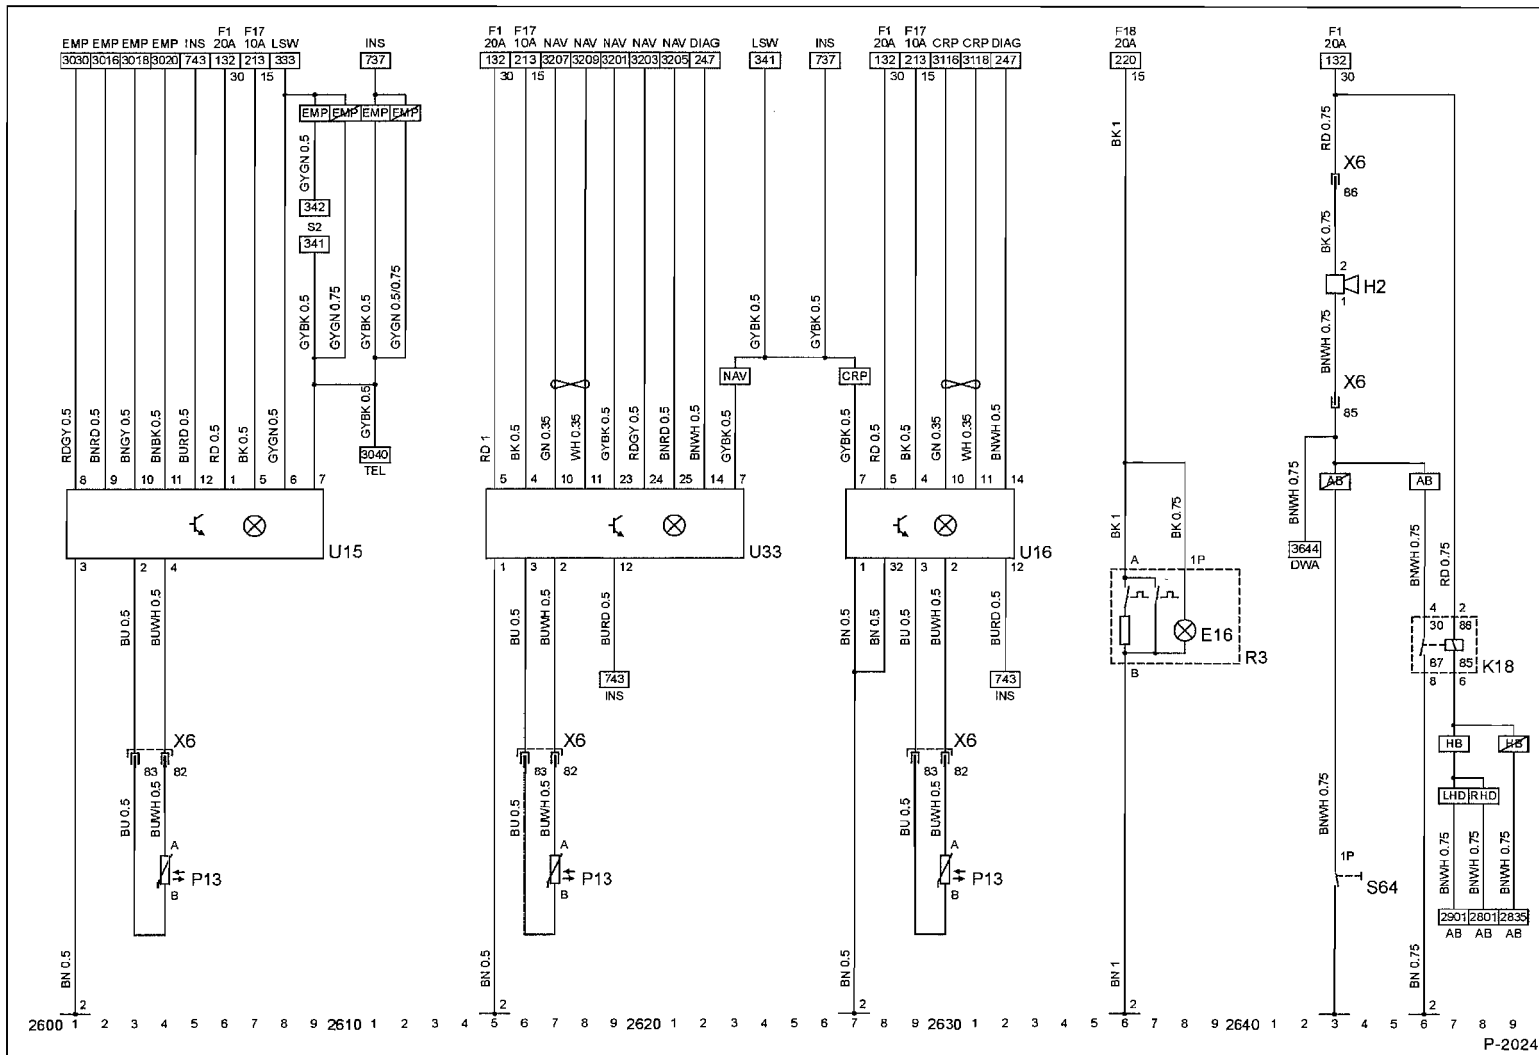 F1 F17 F1 F17 F1 F17 F18 F1
EMP EMP EMP EMP INS 20A 10A LSW INS 20A 10A NAV NAV NAV NAV NAV DIAG LSW INS 20A 10A CRP CRP DIAG 20A 20A
3030 3016 3018 3020 743 132 213 333 737 132 213 3207 3209 3201 3203 3205 247 341 737 132 213 3116 3118 247 220 132
30 15 30 15 30 15 15 30
EMP EMP EMP EMP
GYGN 0.5 BK 1 RD 0.75
X6
86
342
S2
341
BK 0.75
2
H2
1
GYBK 0.5 GYGN 0.75 GYBK 0.5 GYGN 0.5/0.75 GYBK 0.5 GYBK 0.5 BNWH 0.75
NAV CRP
X6
85
RDGY 0.5 BNRD 0.5 BNGY 0.5 BNBK 0.5 BURD 0.5 RD 0.5 BK 0.5 GYGN 0.5 GYBK 0.5 RD 1 BK 0.5 GN 0.35 WH 0.35 GYBK 0.5 RDGY 0.5 BNRD 0.5 BNWH 0.5 GYBK 0.5 GYBK 0.5 RD 0.5 BK 0.5 GN 0.35 WH 0.35 BNWH 0.5
3040
TEL
8 9 10 11 12 1 5 6 7 5 4 10 11 23 24 25 14 7 7 5 4 10 11 14
AB AB
BK 1 BK 0.75 BNWH 0.75
U15 U33 U16
3644
DWA
BNWH 0.75 RD 0.75
3 2 4 1 3 2 12 1 32 3 2 12
A 1P
BU 0.5 BUWH 0.5 BU 0.5 BUWH 0.5 BURD 0.5 BN 0.5 BN 0.5 BU 0.5 BUWH 0.5 BURD 0.5
4 2
30 86
E16
R3
B
87 85
K18
8 6
743 743
INS INS
X6 X6 X6
83 82 83 82 83 82
HB HB
LHD RHD
BU 0.5 BUWH 0.5 BU 0.5 BUWH 0.5 BU 0.5 BUWH 0.5 BNWH 0.75
A A A
P13 P13 P13
B B B
1P
S64
BNWH 0.75 BNWH 0.75 BNWH 0.75
2901 2801 2835
AB AB AB
BN 0.5 BN 0.5 BN 0.5 BN 1 BN 0.75
2 2 2 2 2
2600 1 2 3 4 5 6 7 8 9 2610 1 2 3 4 5 6 7 8 9 2620 1 2 3 4 5 6 7 8 9 2630 1 2 3 4 5 6 7 8 9 2640 1 2 3 4 5 6 7 8 9
P-2024